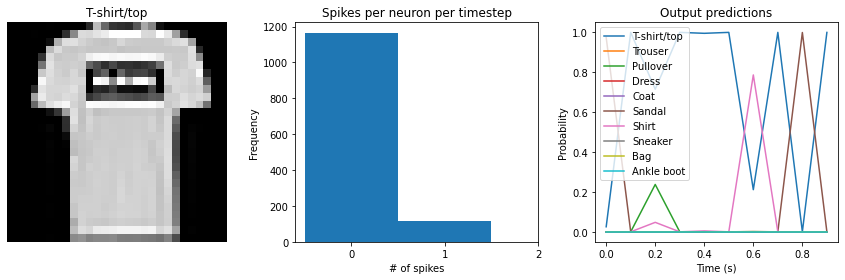 T-shirt/top
Spikes per neuron per timestep
Frequency
1200
1000
800
600
400
200
0
0 1 2
# of spikes
Output predictions
Probability
1.0
0.8
0.6
0.4
0.2
0.0
T-shirt/top
Trouser
Pullover
Dress
Coat
Sandal
Shirt
Sneaker
Bag
Ankle boot
0.0 0.2 0.4 0.6 0.8
Time (s)